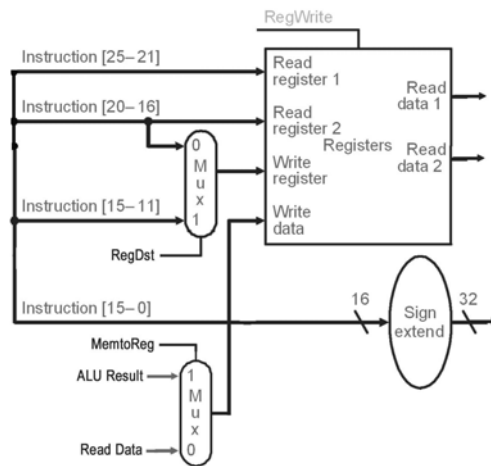 RegWrite
Instruction [25–21]
Read
register 1
Read
data 1
Instruction [20–16]
Read
register 2
Registers
Read
data 2
0
M
u
x
1
Write
register
Instruction [15–11]
Write
data
RegDst
Instruction [15–0]
16
Sign
extend
32
MemtoReg
ALU Result
1
M
u
x
0
Read Data